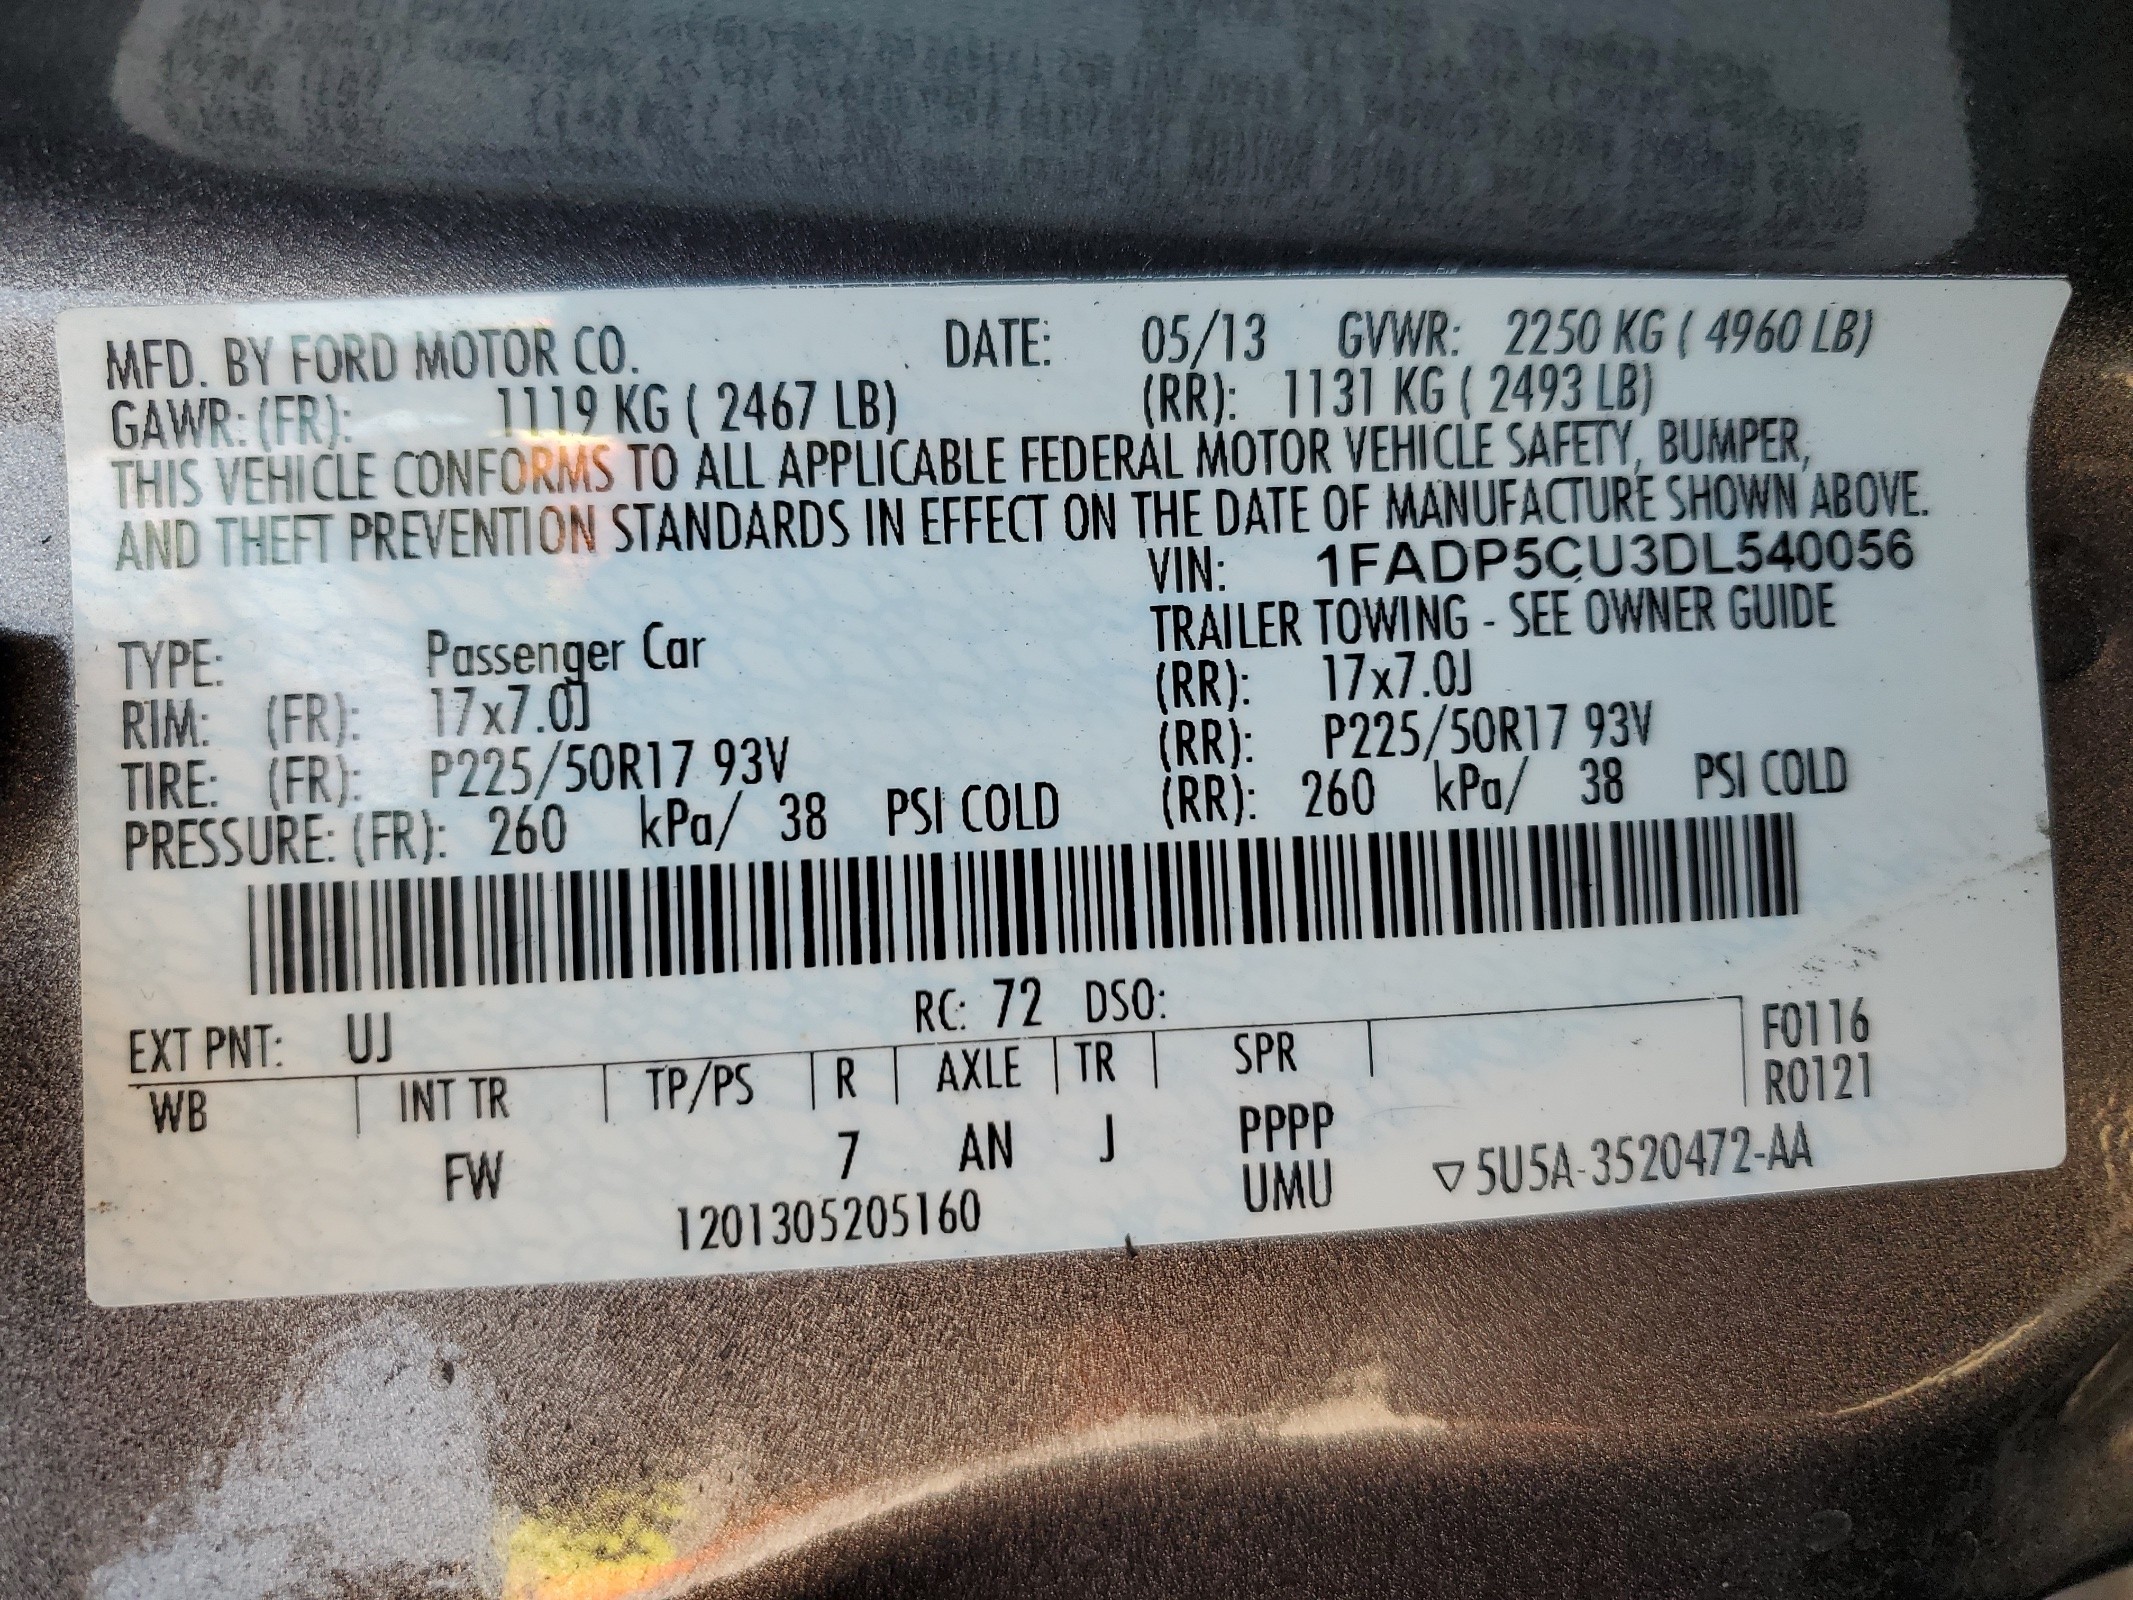 MFD. BY FORD MOTOR CO. DATE: 05/13 GVWR: 2250 KG ( 4960 LB)
GAWR: (FR): 1119 KG ( 2467 LB) (RR): 1131 KG ( 2493 LB)
THIS VEHICLE CONFORMS TO ALL APPLICABLE FEDERAL MOTOR VEHICLE SAFETY, BUMPER,
AND THEFT PREVENTION STANDARDS IN EFFECT ON THE DATE OF MANUFACTURE SHOWN ABOVE.
VIN: 1FADP5CU3DL540056
TYPE: Passenger Car TRAILER TOWING - SEE OWNER GUIDE
RIM: (FR): 17x7.0J (RR): 17x7.0J
TIRE: (FR): P225/50R17 93V (RR): P225/50R17 93V
PRESSURE: (FR): 260 kPa/ 38 PSI COLD (RR): 260 kPa/ 38 PSI COLD
EXT PNT: UJ RC: 72 DSO:
WB INT TR TP/PS R AXLE TR SPR F0116
R0121
FW 7 AN J PPPP
UMU
1201305205160 ▽5U5A-3520472-AA